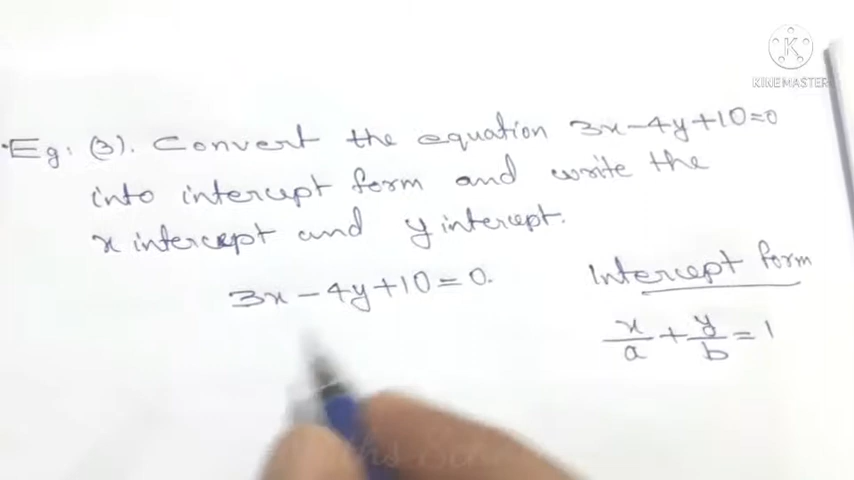 K
KINEMASTER
Eg: (3). Convert the equation 3x-4y+10=0
into intercept form and write the
x intercept and y intercept.
3x-4y+10=0.
Intercept form
x/a + y/b = 1